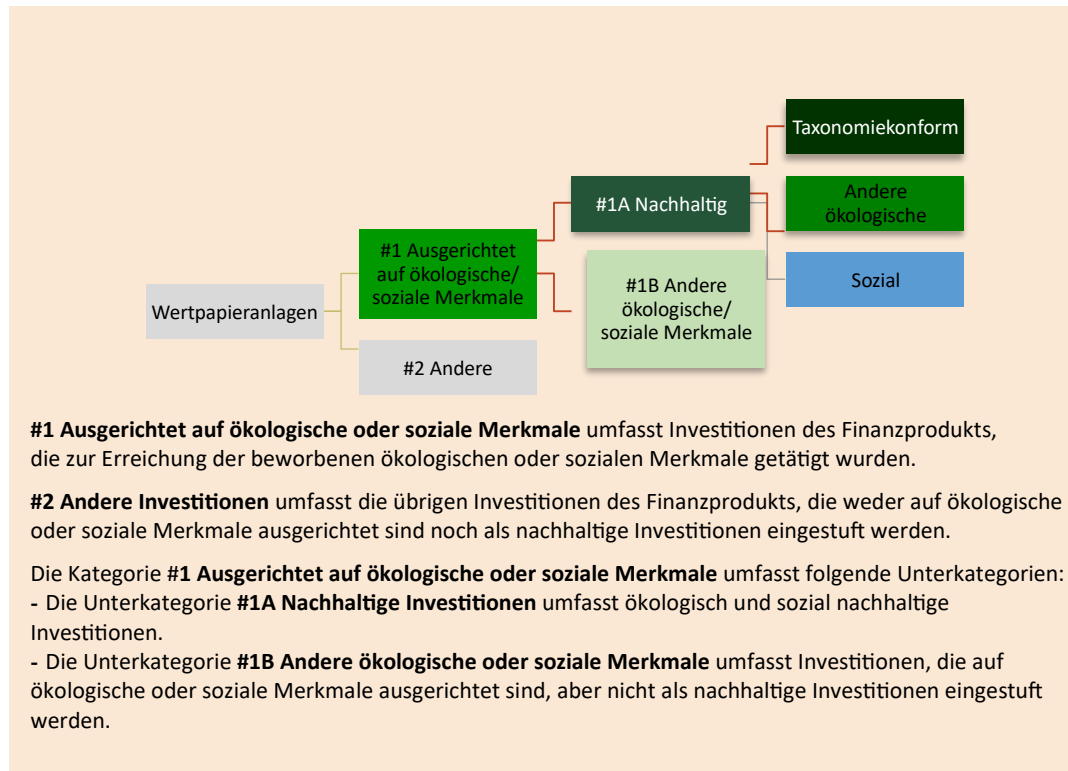 Taxonomiekonform
#1A Nachhaltig
Andere
ökologische
#1 Ausgerichtet
auf ökologische/
soziale Merkmale
Sozial
#1B Andere
ökologische/
soziale Merkmale
Wertpapieranlagen
#2 Andere
#1 Ausgerichtet auf ökologische oder soziale Merkmale umfasst Investitionen des Finanzprodukts,
die zur Erreichung der beworbenen ökologischen oder sozialen Merkmale getätigt wurden.
#2 Andere Investitionen umfasst die übrigen Investitionen des Finanzprodukts, die weder auf ökologische
oder soziale Merkmale ausgerichtet sind noch als nachhaltige Investitionen eingestuft werden.
Die Kategorie #1 Ausgerichtet auf ökologische oder soziale Merkmale umfasst folgende Unterkategorien:
- Die Unterkategorie #1A Nachhaltige Investitionen umfasst ökologisch und sozial nachhaltige
Investitionen.
- Die Unterkategorie #1B Andere ökologische oder soziale Merkmale umfasst Investitionen, die auf
ökologische oder soziale Merkmale ausgerichtet sind, aber nicht als nachhaltige Investitionen eingestuft
werden.